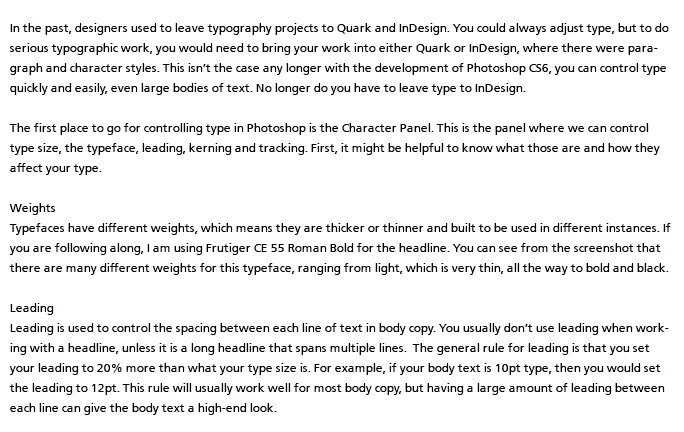 In the past, designers used to leave typography projects to Quark and InDesign. You could always adjust type, but to do
serious typographic work, you would need to bring your work into either Quark or InDesign, where there were para-
graph and character styles. This isn’t the case any longer with the development of Photoshop CS6, you can control type
quickly and easily, even large bodies of text. No longer do you have to leave type to InDesign.

The first place to go for controlling type in Photoshop is the Character Panel. This is the panel where we can control
type size, the typeface, leading, kerning and tracking. First, it might be helpful to know what those are and how they
affect your type.

Weights
Typefaces have different weights, which means they are thicker or thinner and built to be used in different instances. If
you are following along, I am using Frutiger CE 55 Roman Bold for the headline. You can see from the screenshot that
there are many different weights for this typeface, ranging from light, which is very thin, all the way to bold and black.

Leading
Leading is used to control the spacing between each line of text in body copy. You usually don’t use leading when work-
ing with a headline, unless it is a long headline that spans multiple lines.  The general rule for leading is that you set
your leading to 20% more than what your type size is. For example, if your body text is 10pt type, then you would set
the leading to 12pt. This rule will usually work well for most body copy, but having a large amount of leading between
each line can give the body text a high-end look.